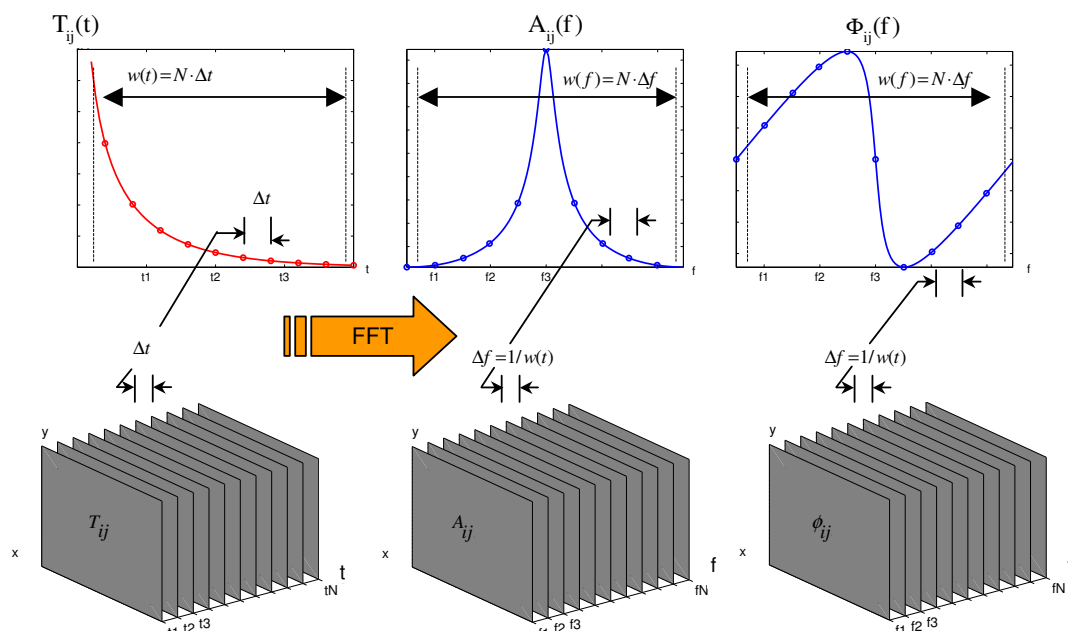 T_ij(t)
A_ij(f)
Φ_ij(f)
w(t)=N·Δt
w(f)=N·Δf
w(f)=N·Δf
Δt
t1 t2 t3 t
f1 f2 f3 f
f1 f2 f3 f
FFT
Δt
Δf=1/w(t)
Δf=1/w(t)
y
y
y
T_ij
A_ij
ϕ_ij
x
x
x
t
f
tN
fN
fN
t1 t2 t3
f1 f2 f3
f1 f2 f3